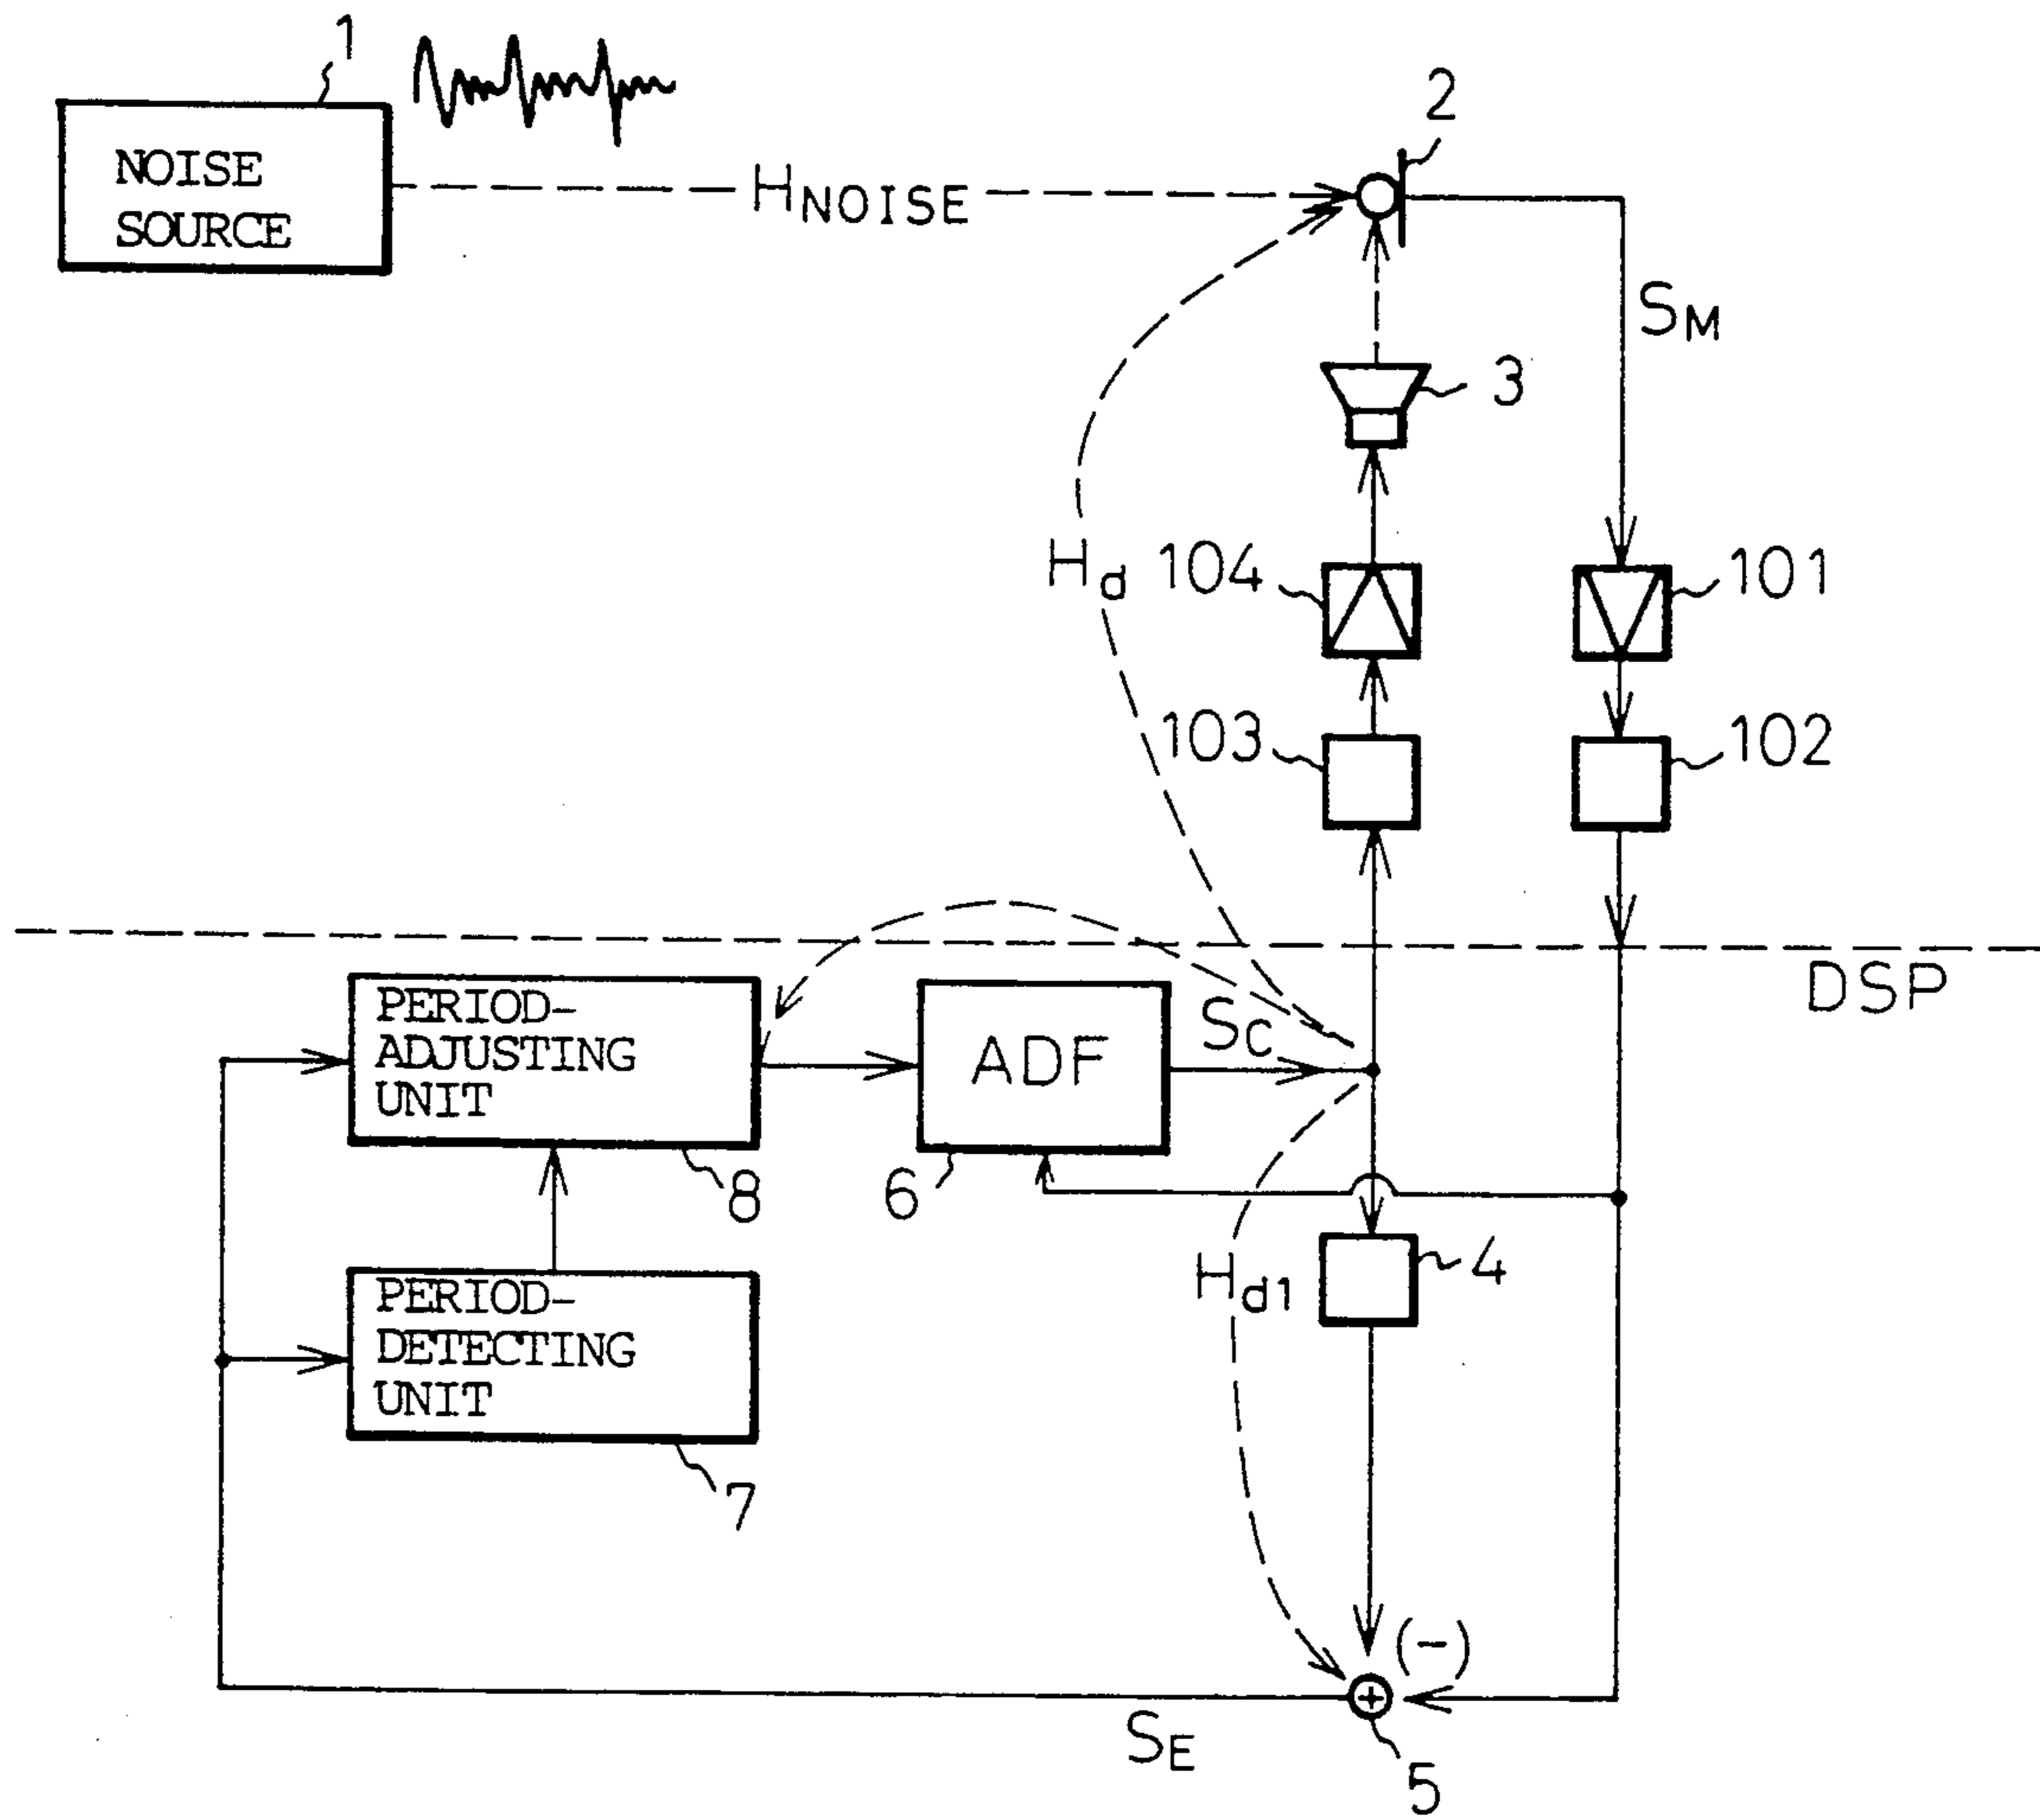 1
NOISE
SOURCE
H NOISE
2
SM
3
Hd
104
101
103
102
DSP
PERIOD-
ADJUSTING
UNIT
8
ADF
6
SC
Hd1
4
PERIOD-
DETECTING
UNIT
7
(-)
+
SE
5